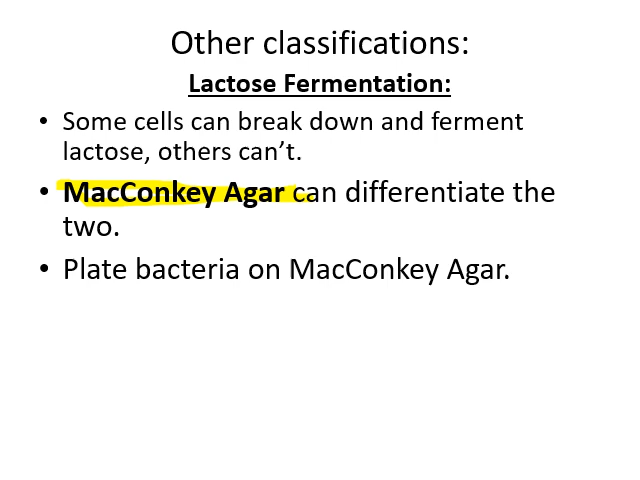 Other classifications:
Lactose Fermentation:
• Some cells can break down and ferment
lactose, others can’t.
• MacConkey Agar can differentiate the
two.
• Plate bacteria on MacConkey Agar.